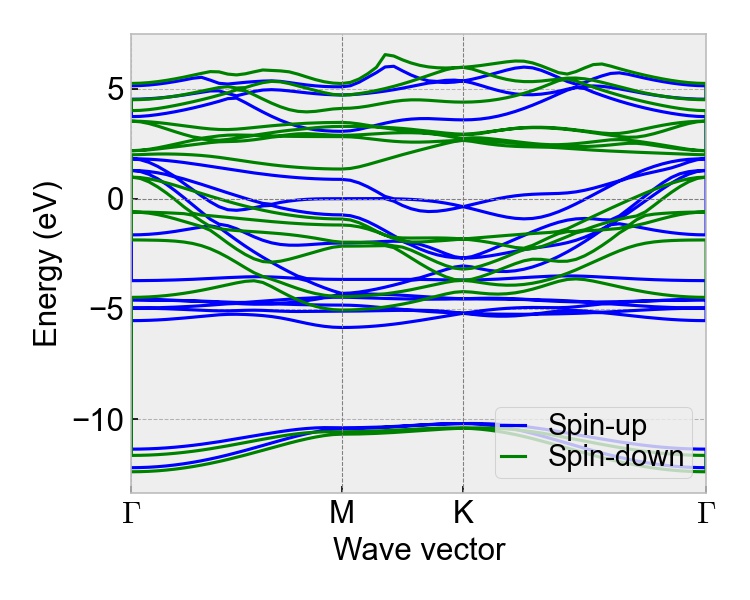 5
0
−5
−10
Energy (eV)
Spin-up
Spin-down
Γ M K Γ
Wave vector